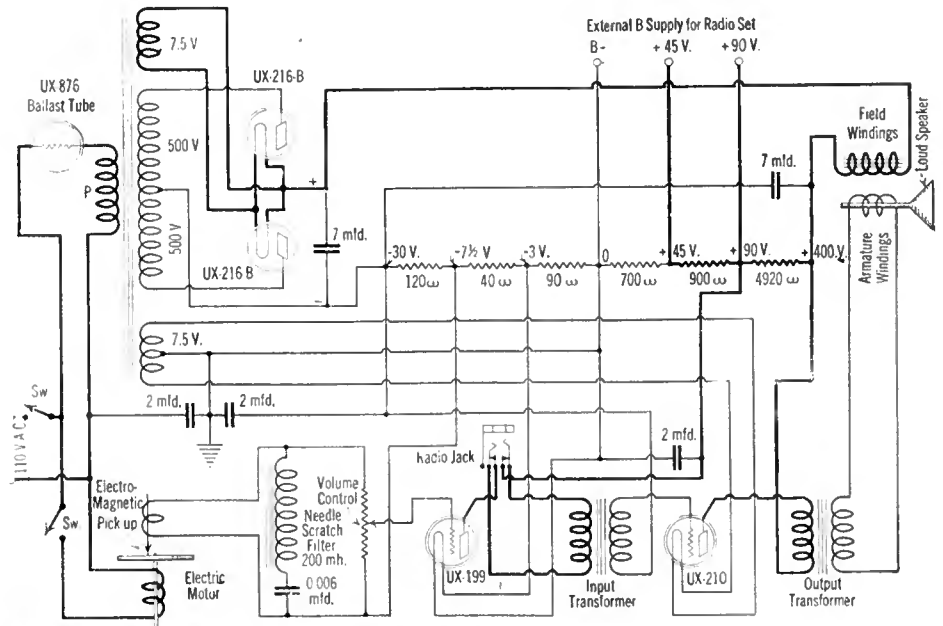 External B Supply for Radio Set
B-
+ 45 V.
+90 V.
7.5 V
UX-216-B
UX-876
Ballast Tube
500 V
P
Field
Windings
Loud Speaker
7 mfd.
+
500 V
7 mfd.
UX-216 B
-30 V.
-7½ V
-3 V.
0
+ 45 V.
+ 90 V.
+ 400.V.
120 ω
40 ω
90 ω
700 ω
900 ω
4920 ω
Armature
Windings
-
7.5 V.
Sw
2 mfd.
2 mfd.
110 V A C
2 mfd.
Radio Jack
Electro-
Magnetic
Pick up
Volume
Control
Needle
Scratch
Filter
200 mh.
Sw
0.006
mfd.
Electric
Motor
UX-199
Input
Transformer
UX-210
Output
Transformer